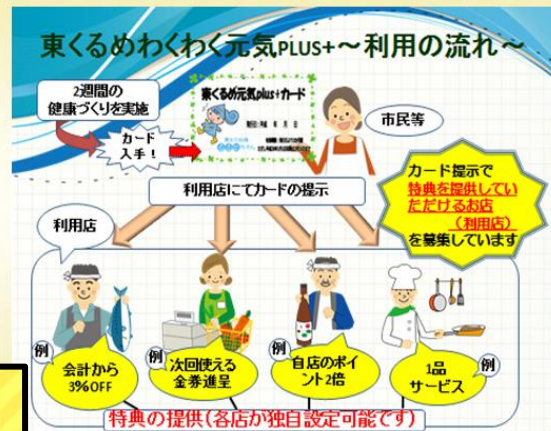 東くるめわくわく元気PLUS+～利用の流れ～
2週間の
健康づくりを実施
カード
入手！
東くるめ元気plus+カード
市民等
利用店にてカードの提示
カード提示で
特典を提供してい
ただけるお店
（利用店）
を募集しています
利用店
例
会計から
3%OFF
例
次回使える
金券進呈
例
自店のポイ
ント2倍
例
1品
サービス
特典の提供（各店が独自設定可能です）